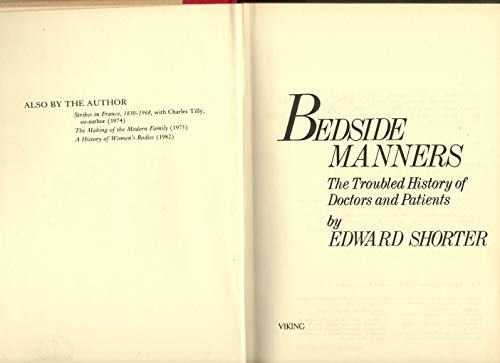 ALSO BY THE AUTHOR
Strikes in France, 1830–1968, with Charles Tilly,
co-author (1974)
The Making of the Modern Family (1975)
A History of Women's Bodies (1982)
BEDSIDE
MANNERS
The Troubled History of
Doctors and Patients
by
EDWARD SHORTER
VIKING